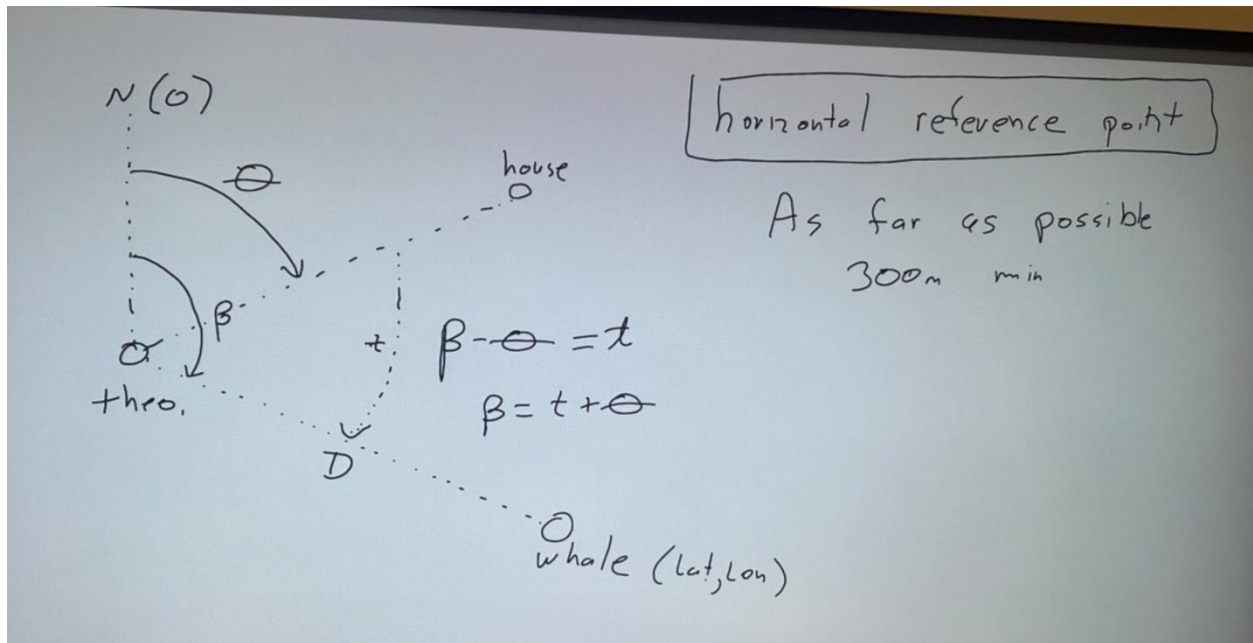 N (0)
horizontal reference point
θ
house
As far as possible
300m min
β
t
β - θ = t
theo.
β = t + θ
D
whale (Lat, Lon)